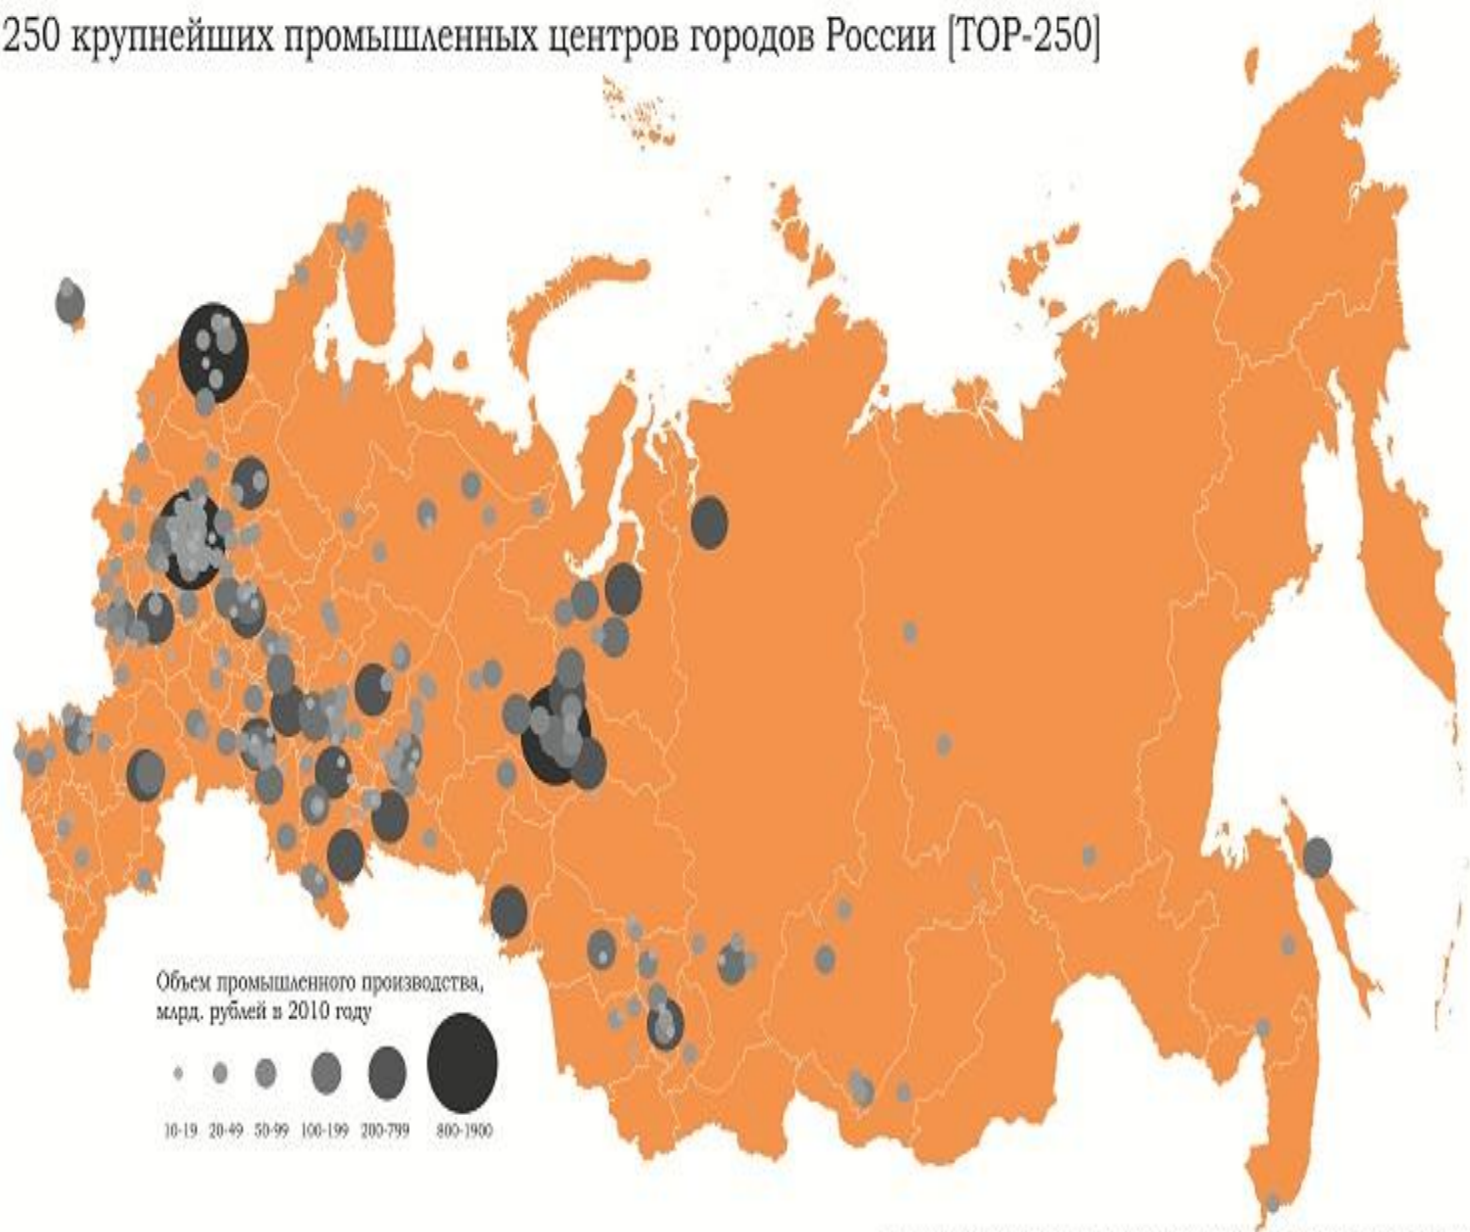 250 крупнейших промышленных центров городов России [TOP-250]
Объем промышленного производства,
млрд. рублей в 2010 году
10-19 20-49 50-99 100-199 200-799 800-1900